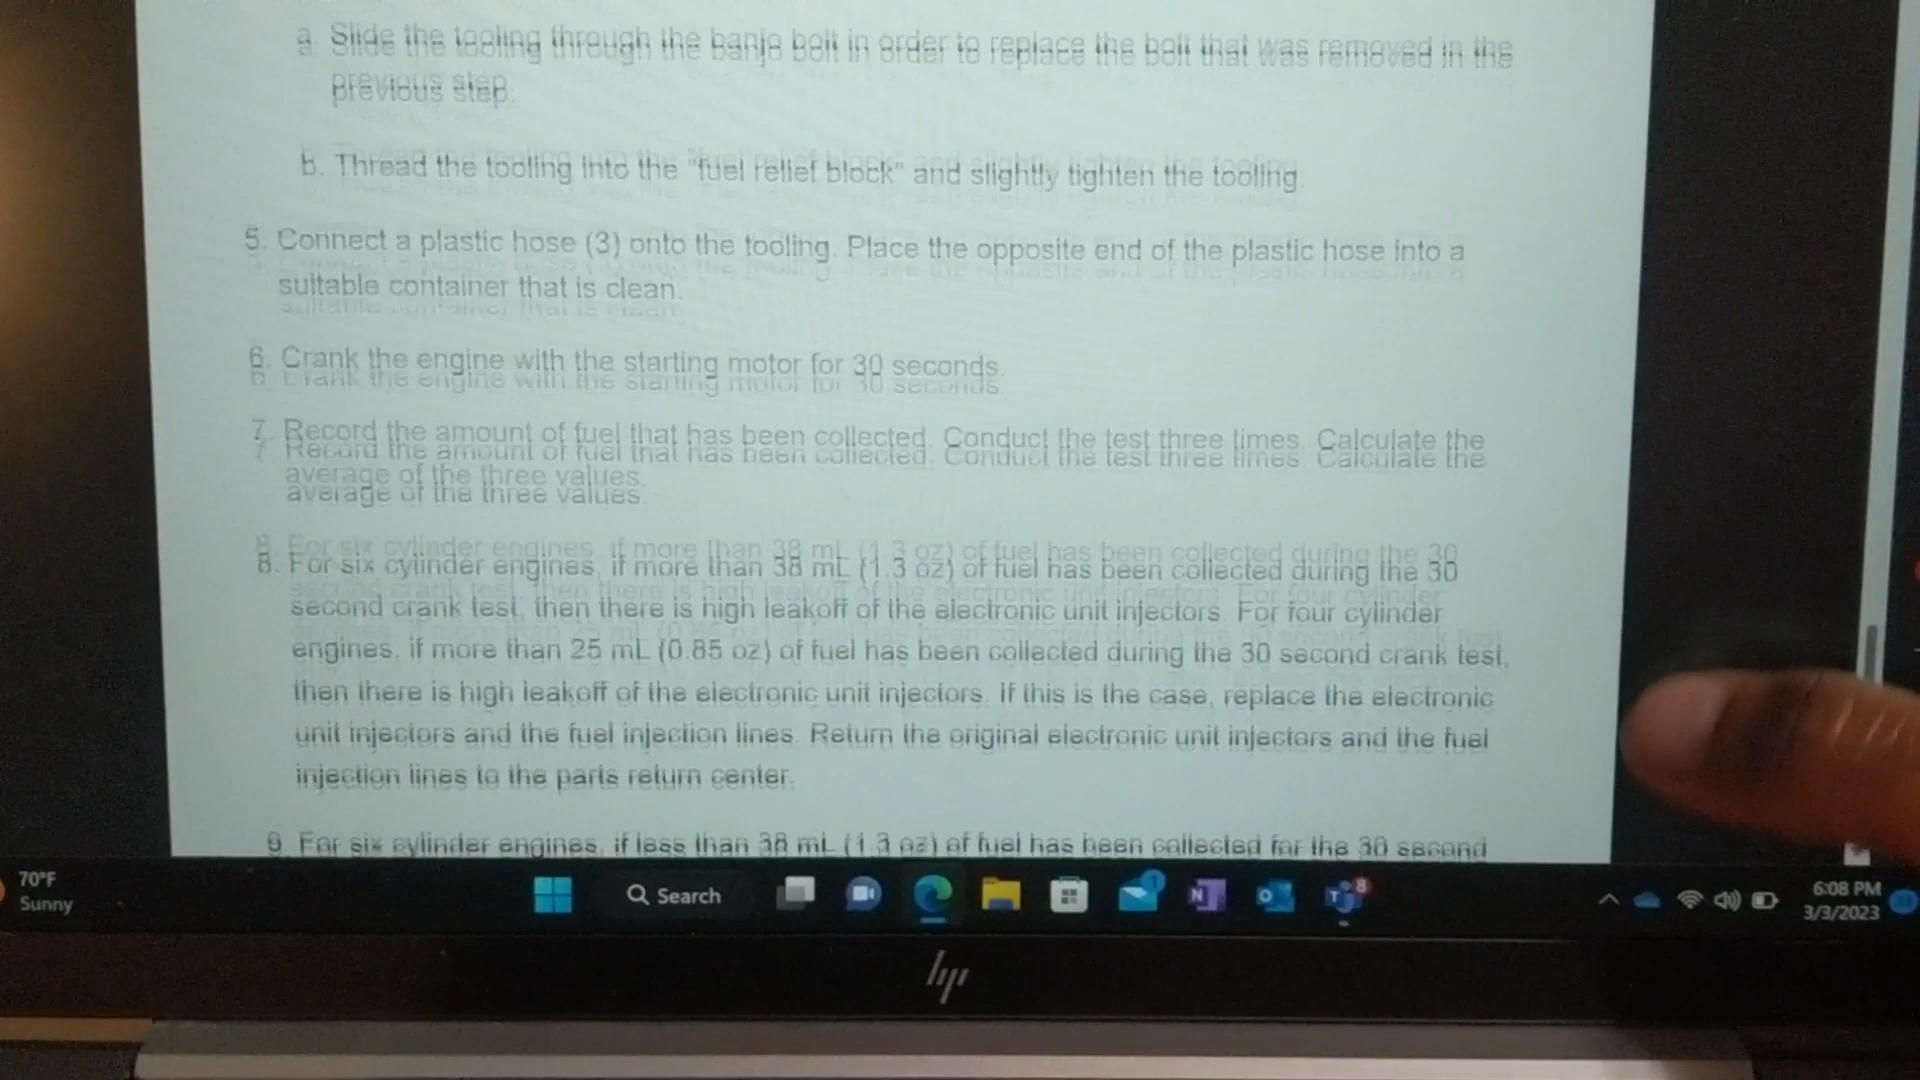 a. Slide the tooling through the banjo bolt in order to replace the bolt that was removed in the
previous step.
b. Thread the tooling into the "fuel relief block" and slightly tighten the tooling.
5. Connect a plastic hose (3) onto the tooling. Place the opposite end of the plastic hose into a
suitable container that is clean.
6. Crank the engine with the starting motor for 30 seconds.
7. Record the amount of fuel that has been collected. Conduct the test three times. Calculate the
average of the three values.
8. For six cylinder engines, if more than 38 mL (1.3 oz) of fuel has been collected during the 30
second crank test, then there is high leakoff of the electronic unit injectors. For four cylinder
engines, if more than 25 mL (0.85 oz) of fuel has been collected during the 30 second crank test,
then there is high leakoff of the electronic unit injectors. If this is the case, replace the electronic
unit injectors and the fuel injection lines. Return the original electronic unit injectors and the fuel
injection lines to the parts return center.
9. For six cylinder engines, if less than 38 mL (1.3 oz) of fuel has been collected for the 30 second
70°F
Sunny
Search
1
N
O
T
8
6:08 PM
3/3/2023
hp